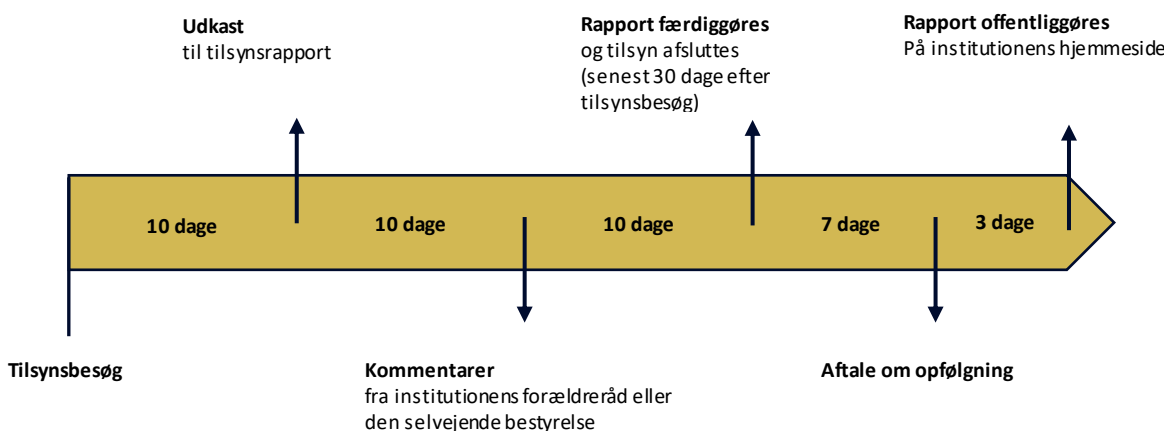 Udkast
til tilsynsrapport
Rapport færdiggøres
og tilsyn afsluttes
(senest 30 dage efter
tilsynsbesøg)
Rapport offentliggøres
På institutionens hjemmeside
10 dage
10 dage
10 dage
7 dage
3 dage
Tilsynsbesøg
Kommentarer
fra institutionens forældreråd eller
den selvejende bestyrelse
Aftale om opfølgning